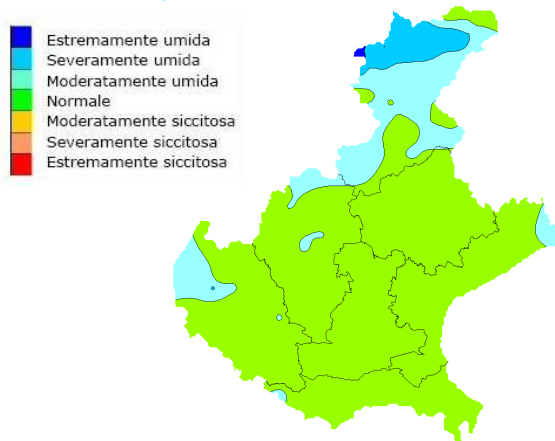 Estremamente umida
Severamente umida
Moderatamente umida
Normale
Moderatamente siccitosa
Severamente siccitosa
Estremamente siccitosa